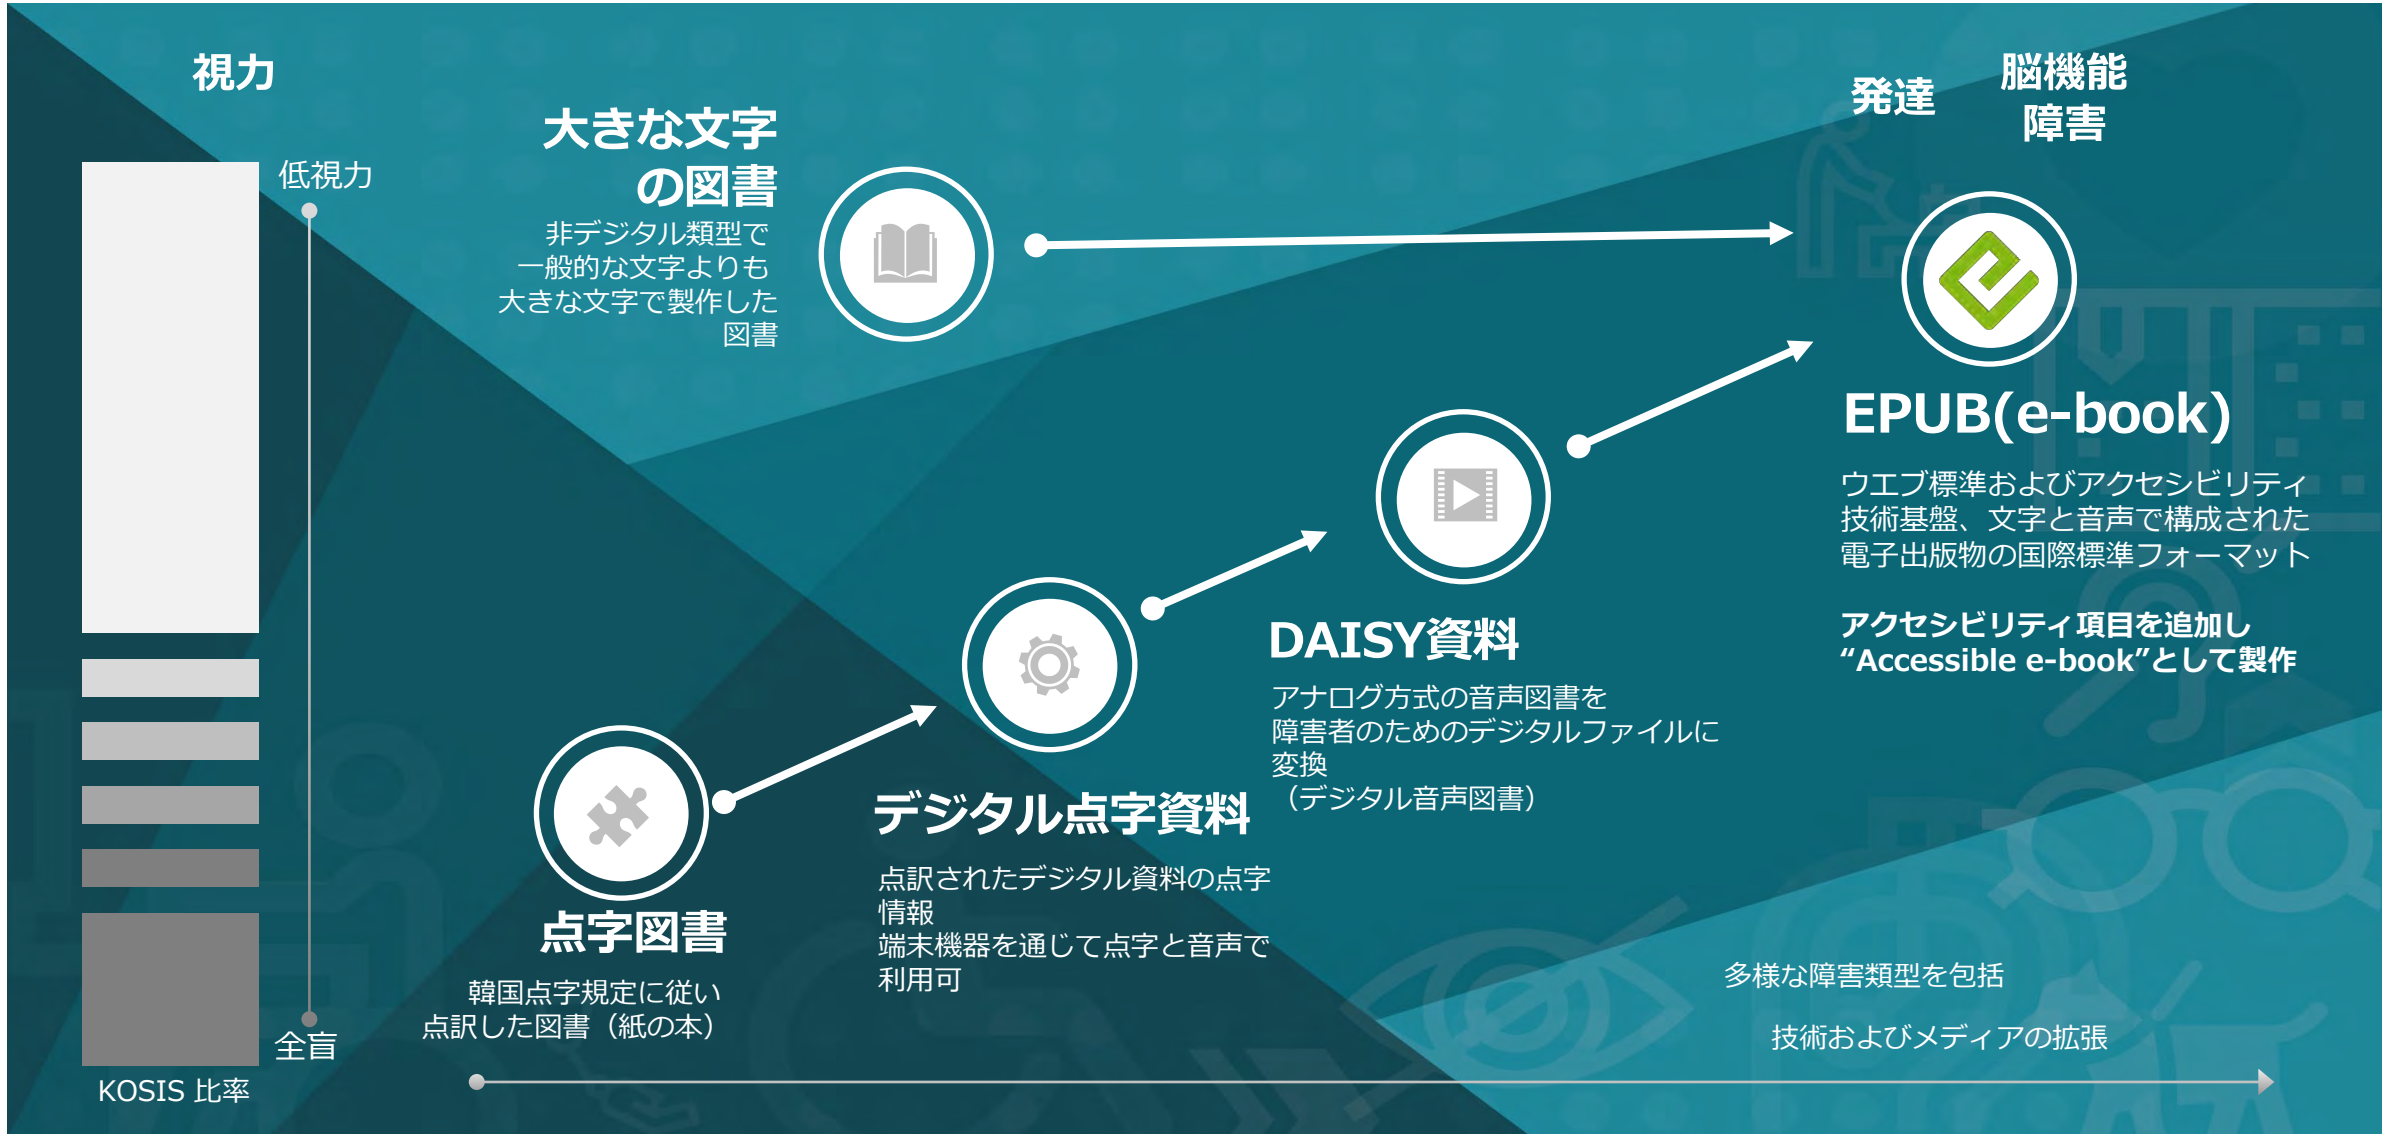 視力
低視力
全盲
KOSIS 比率
大きな文字
の図書
非デジタル類型で
一般的な文字よりも
大きな文字で製作した
図書
点字図書
韓国点字規定に従い
点訳した図書（紙の本）
デジタル点字資料
点訳されたデジタル資料の点字
情報
端末機器を通じて点字と音声で
利用可
DAISY資料
アナログ方式の音声図書を
障害者のためのデジタルファイルに
変換
（デジタル音声図書）
発達
脳機能
障害
EPUB(e-book)
ウエブ標準およびアクセシビリティ
技術基盤、文字と音声で構成された
電子出版物の国際標準フォーマット
アクセシビリティ項目を追加し
“Accessible e-book”として製作
多様な障害類型を包括
技術およびメディアの拡張